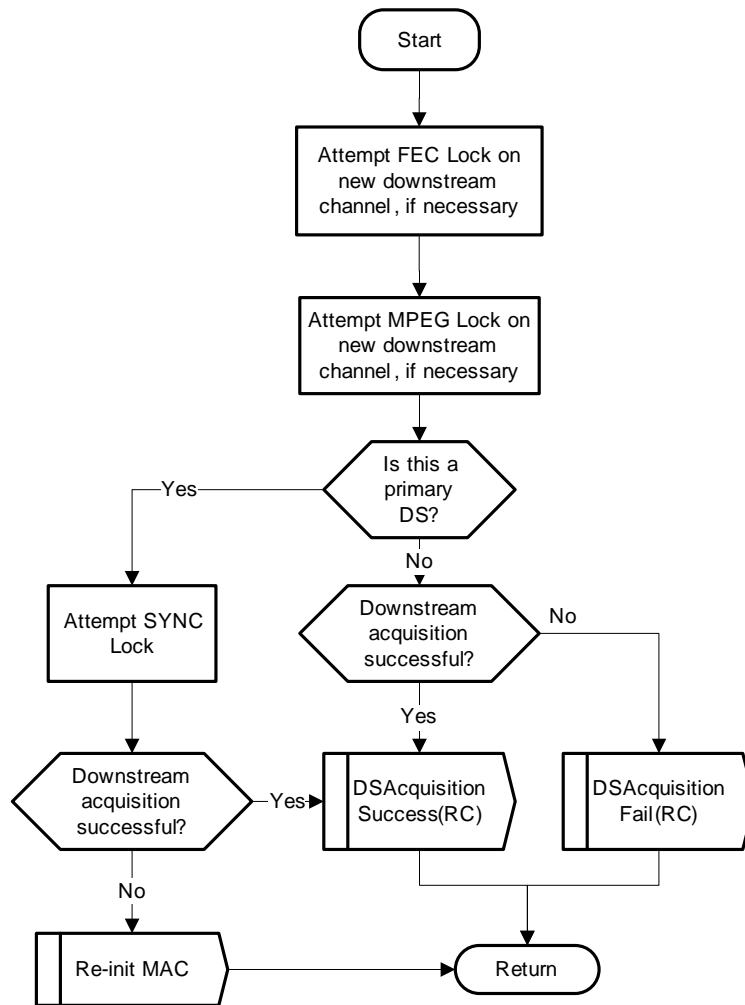 Start
Attempt FEC Lock on
new downstream
channel, if necessary
Attempt MPEG Lock on
new downstream
channel, if necessary
Is this a
primary
DS?
Yes
No
Attempt SYNC
Lock
Downstream
acquisition
successful?
No
Yes
Downstream
acquisition
successful?
Yes
DSAcquisition
Success(RC)
DSAcquisition
Fail(RC)
No
Re-init MAC
Return